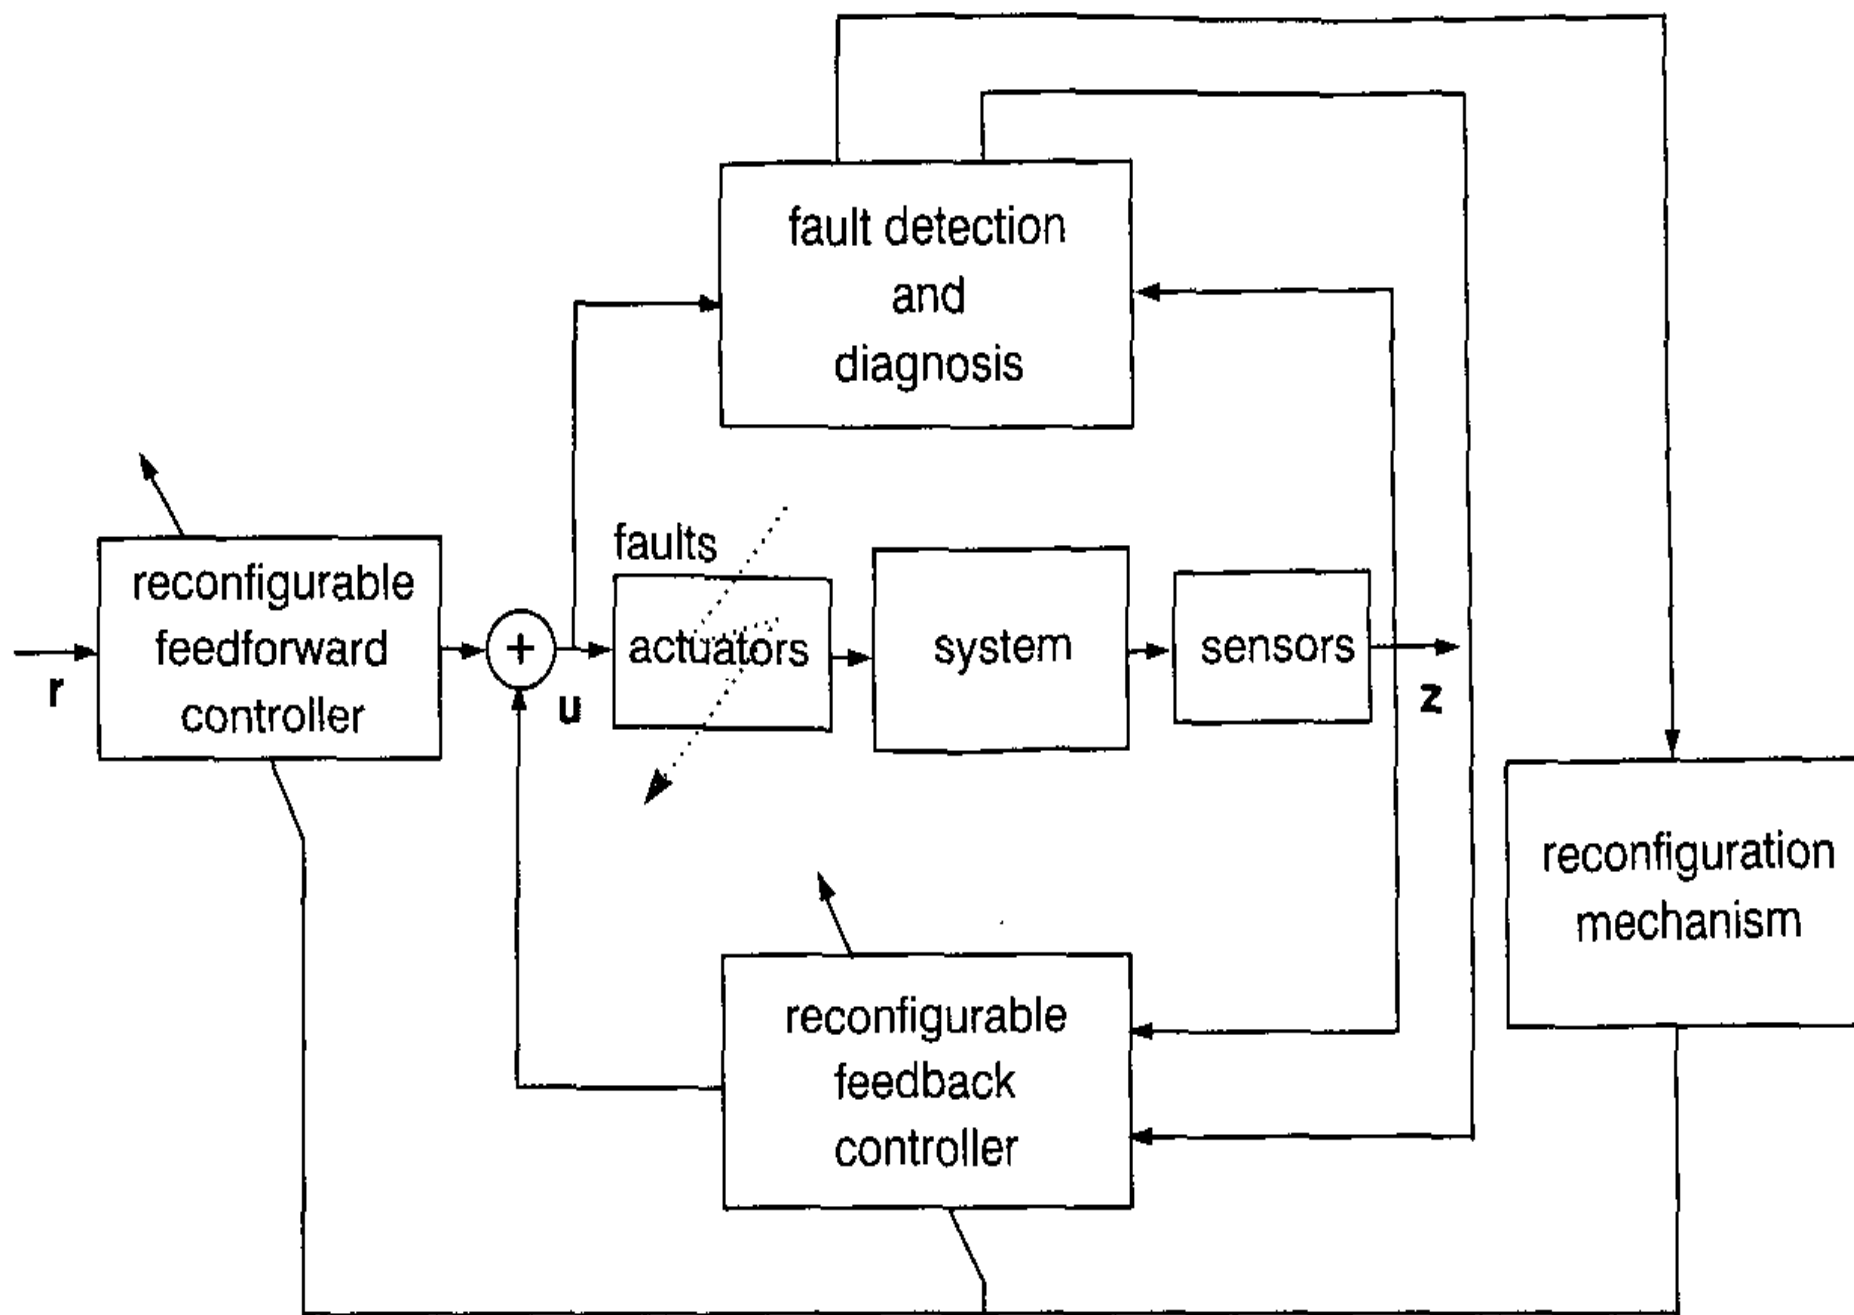 fault detection
and
diagnosis
faults
reconfigurable
feedforward
controller
r
+
u
actuators
system
sensors
z
reconfiguration
mechanism
reconfigurable
feedback
controller